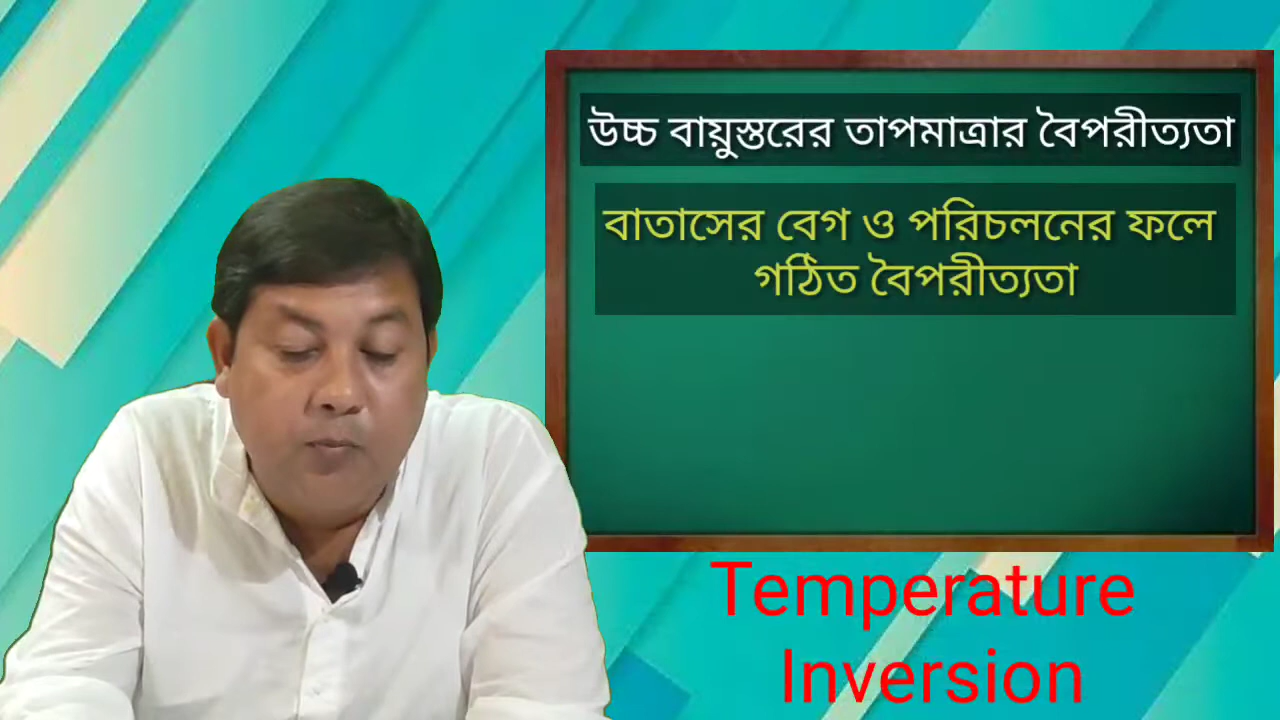 উচ্চ বায়ুস্তরের তাপমাত্রার বৈপরীত্যতা
বাতাসের বেগ ও পরিচলনের ফলে
গঠিত বৈপরীত্যতা
Temperature
Inversion